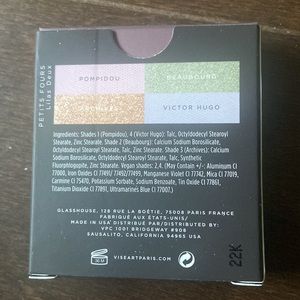 PETITS FOURS
Lilas Deux
POMPIDOU
BEAUBOURG
ARCHIVES
VICTOR HUGO
Ingredients: Shades 1 (Pompidou), 4 (Victor Hugo): Talc, Octyldodecyl Stearoyl
Stearate, Zinc Stearate. Shade 2 (Beaubourg): Calcium Sodium Borosilicate,
Octyldodecyl Stearoyl Stearate, Talc. Shade 3 (Archives): Calcium
Sodium Borosilicate, Octyldodecyl Stearoyl Stearate, Talc, Synthetic
Fluorphlogopite, Zinc Stearate. Vegan shades: 2,4. (May Contain +/-: Aluminum CI
77000, Iron Oxides CI 77491, 77492, 77499, Manganese Violet CI 77742, Mica CI 77019,
Carmine CI 75470, Potassium Sorbate, Sodium Benzoate, Tin Oxide CI 77861,
Titanium Dioxide CI 77891, Ultramarines Blue CI 77007.)
GLASSHOUSE, 128 RUE LA BOÉTIE, 75008 PARIS FRANCE
FABRIQUÉ AUX ÉTATS-UNIS/
MADE IN USA DISTRIBUÉ PAR/DISTRIBUTED BY:
VPC 1001 BRIDGEWAY #908
SAUSALITO, CALIFORNIA 94965 USA
VISEARTPARIS.COM
22K